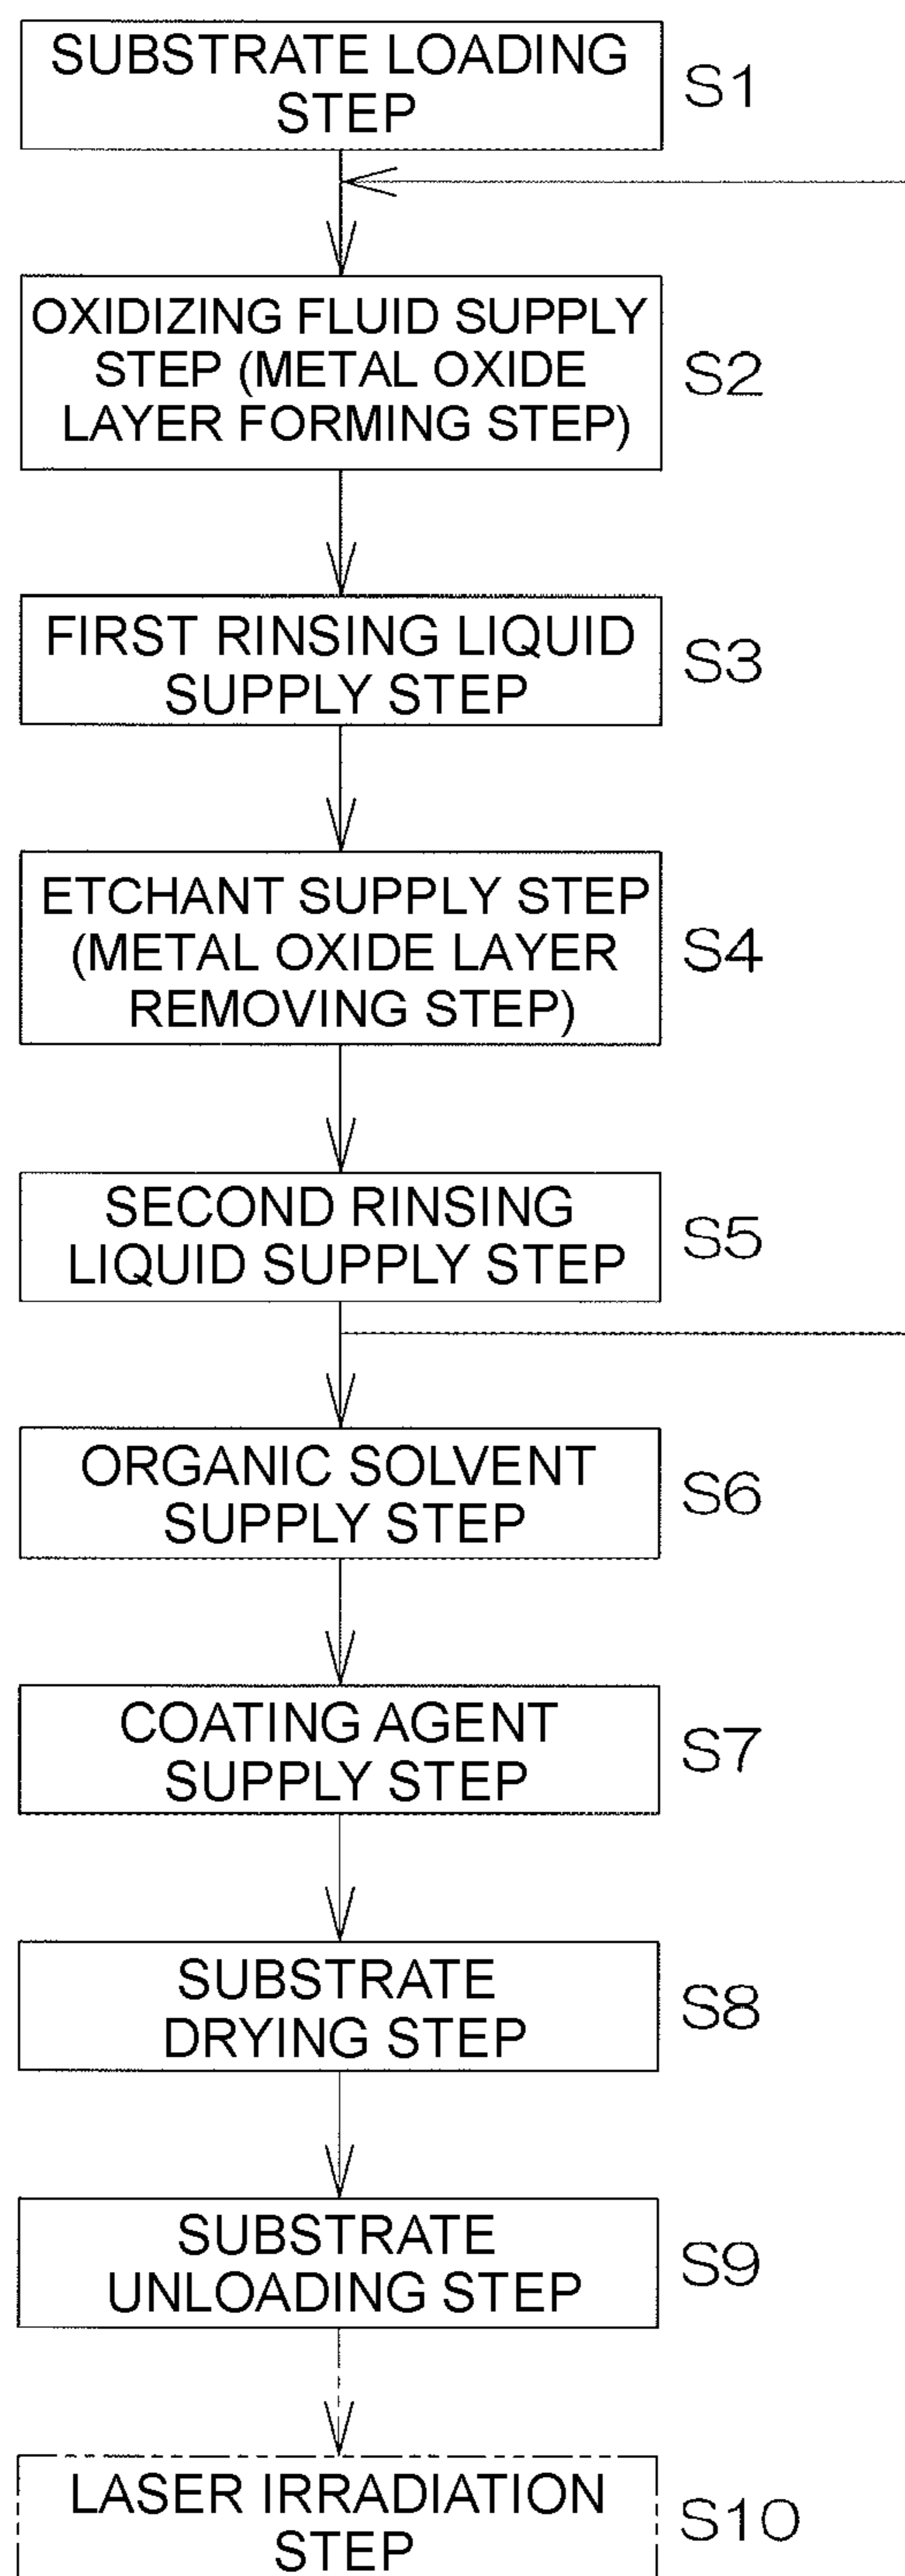 SUBSTRATE LOADING
STEP
S1
OXIDIZING FLUID SUPPLY
STEP (METAL OXIDE
LAYER FORMING STEP)
S2
FIRST RINSING LIQUID
SUPPLY STEP
S3
ETCHANT SUPPLY STEP
(METAL OXIDE LAYER
REMOVING STEP)
S4
SECOND RINSING
LIQUID SUPPLY STEP
S5
ORGANIC SOLVENT
SUPPLY STEP
S6
COATING AGENT
SUPPLY STEP
S7
SUBSTRATE
DRYING STEP
S8
SUBSTRATE
UNLOADING STEP
S9
LASER IRRADIATION
STEP
S10